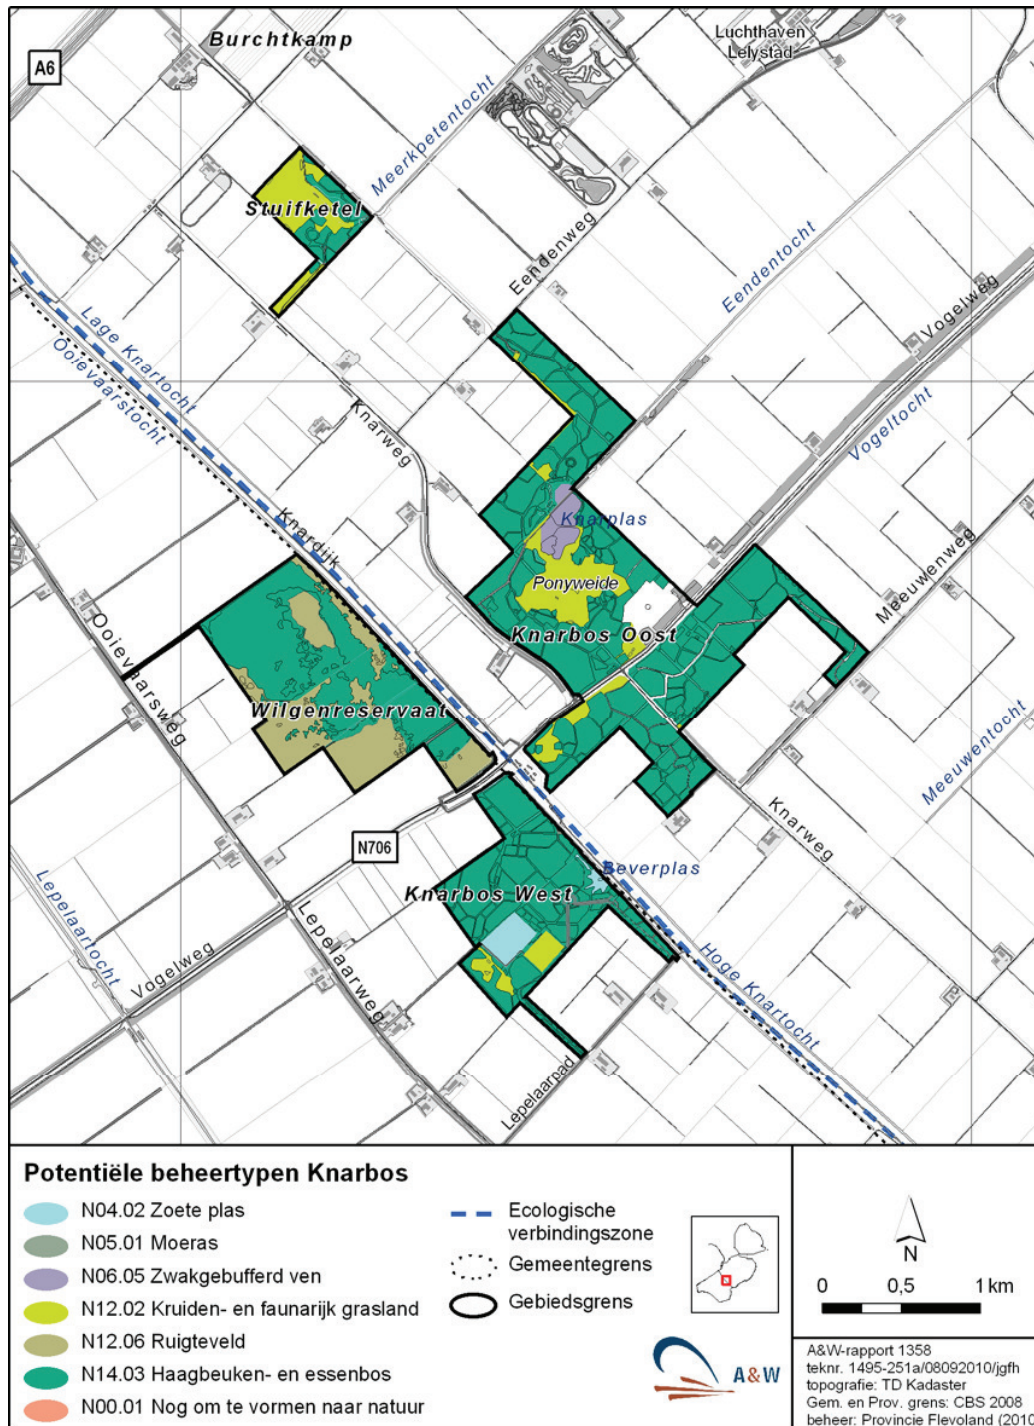 Burchtkamp
Luchthaven
Lelystad
A6
Meerkoetentocht
Stuifketel
Eendenweg
Eendentocht
Vogelweg
Lage Knartocht
Ooievaarstocht
Knarweg
Vogeltocht
Knarplas
Knardijk
Ponyweide
Meeuwenweg
Knarbos Oost
Ooievaarsweg
Wilgenreservaat
Meeuwentocht
Knarweg
N706
Beverplas
Knarbos West
Lepelaartocht
Vogelweg
Lepelaarweg
Hoge Knartocht
Lepelaarpad
Potentiële beheertypen Knarbos
N04.02 Zoete plas
N05.01 Moeras
N06.05 Zwakgebufferd ven
N12.02 Kruiden- en faunarijk grasland
N12.06 Ruigteveld
N14.03 Haagbeuken- en essenbos
N00.01 Nog om te vormen naar natuur
Ecologische
verbindingszone
Gemeentegrens
Gebiedsgrens
A&W
N
0 0,5 1 km
A&W-rapport 1358
teknr. 1495-251a/08092010/jgfh
topografie: TD Kadaster
Gem. en Prov. grens: CBS 2008
beheer: Provincie Flevoland (201